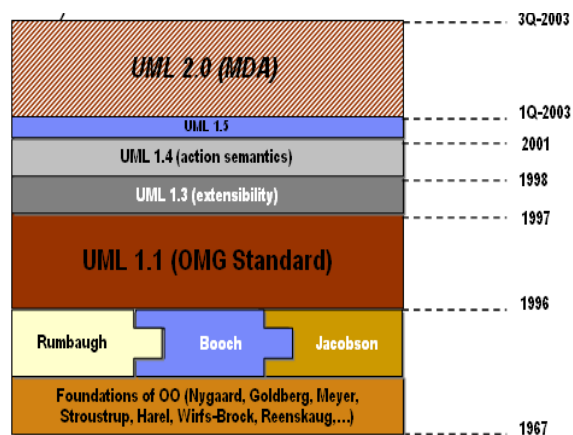 3Q-2003
UML 2.0 (MDA)
1Q-2003
UML 1.5
2001
UML 1.4 (action semantics)
1998
UML 1.3 (extensibility)
1997
UML 1.1 (OMG Standard)
1996
Rumbaugh Booch Jacobson
Foundations of OO (Nygaard, Goldberg, Meyer,
Stroustrup, Harel, Wirfs-Brock, Reenskaug,...)
1967